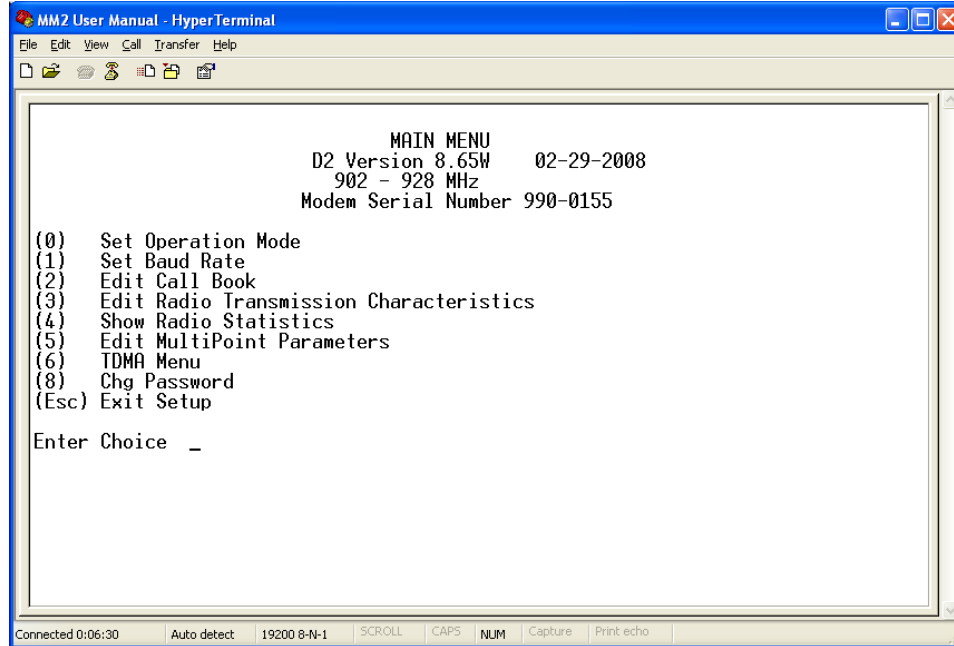 MM2 User Manual - HyperTerminal
File Edit View Call Transfer Help
MAIN MENU
D2 Version 8.65W 02-29-2008
902 - 928 MHz
Modem Serial Number 990-0155
(0) Set Operation Mode
(1) Set Baud Rate
(2) Edit Call Book
(3) Edit Radio Transmission Characteristics
(4) Show Radio Statistics
(5) Edit MultiPoint Parameters
(6) TDMA Menu
(8) Chg Password
(Esc) Exit Setup
Enter Choice _
Connected 0:06:30 Auto detect 19200 8-N-1 SCROLL CAPS NUM Capture Print echo